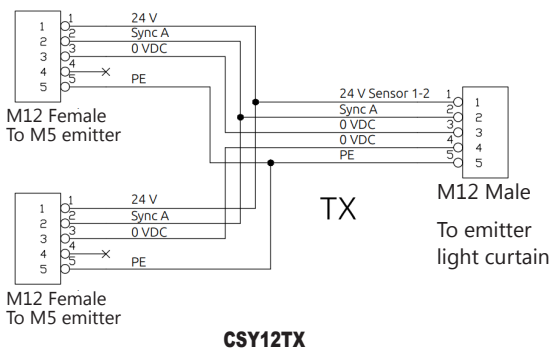 1 1 24 V
2 2 Sync A
3 3 0 VDC
4 4
5 5 PE
M12 Female
To M5 emitter
24 V Sensor 1-2 1 1
Sync A 2 2
0 VDC 3 3
0 VDC 4 4
PE 5 5
M12 Male
To emitter
light curtain
TX
1 1 24 V
2 2 Sync A
3 3 0 VDC
4 4
5 5 PE
M12 Female
To M5 emitter
CSY12TX